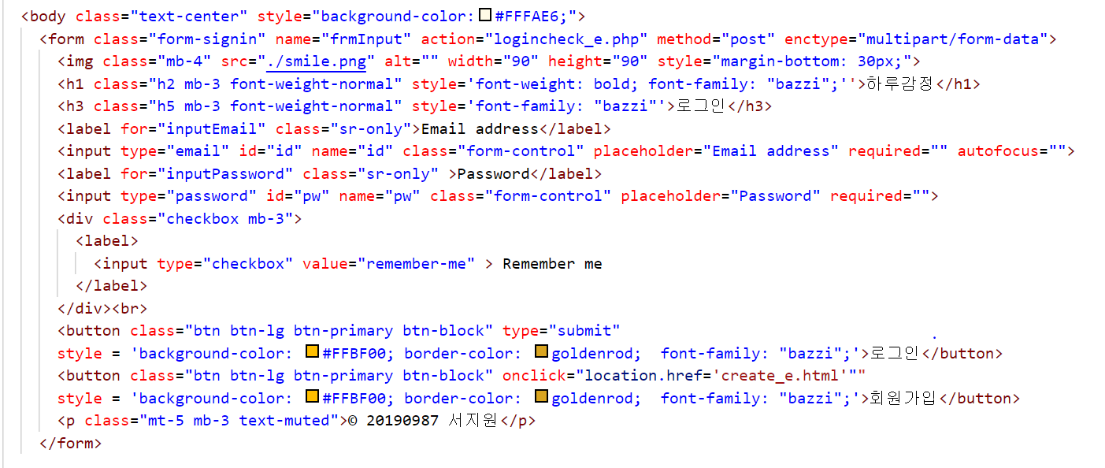 <body class="text-center" style="background-color:#FFFAE6;">
<form class="form-signin" name="frmInput" action="logincheck_e.php" method="post" enctype="multipart/form-data">
<img class="mb-4" src="./smile.png" alt="" width="90" height="90" style="margin-bottom: 30px;">
<h1 class="h2 mb-3 font-weight-normal" style='font-weight: bold; font-family: "bazzi";''>하루감정</h1>
<h3 class="h5 mb-3 font-weight-normal" style='font-family: "bazzi"'>로그인</h3>
<label for="inputEmail" class="sr-only">Email address</label>
<input type="email" id="id" name="id" class="form-control" placeholder="Email address" required="" autofocus="">
<label for="inputPassword" class="sr-only" >Password</label>
<input type="password" id="pw" name="pw" class="form-control" placeholder="Password" required="">
<div class="checkbox mb-3">
<label>
<input type="checkbox" value="remember-me" > Remember me
</label>
</div><br>
<button class="btn btn-lg btn-primary btn-block" type="submit"
style = 'background-color: #FFBF00; border-color: goldenrod;  font-family: "bazzi";'>로그인</button>
<button class="btn btn-lg btn-primary btn-block" onclick="location.href='create_e.html'""
style = 'background-color: #FFBF00; border-color: goldenrod;  font-family: "bazzi";'>회원가입</button>
<p class="mt-5 mb-3 text-muted">© 20190987 서지원</p>
</form>